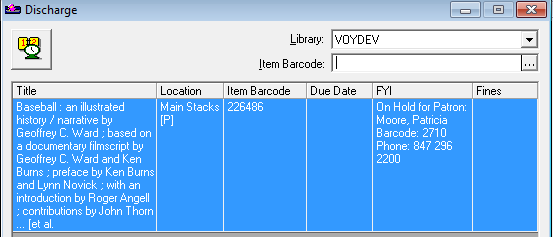 Discharge
Library: VOYDEV
Item Barcode:
Title Location Item Barcode Due Date FYI Fines
Baseball : an illustrated
history / narrative by
Geoffrey C. Ward ; based on
a documentary filmscript by
Geoffrey C. Ward and Ken
Burns ; preface by Ken Burns
and Lynn Novick ; with an
introduction by Roger Angell
; contributions by John Thorn
... [et al.
Main Stacks
[P]
226486
On Hold for Patron:
Moore, Patricia
Barcode: 2710
Phone: 847 296
2200